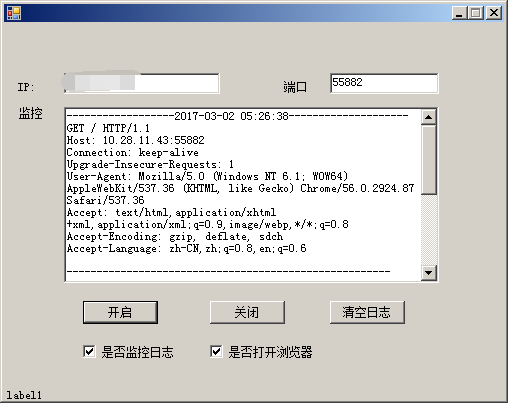 IP:
端口 55882
监控
------------------2017-03-02 05:26:38--------------------
GET / HTTP/1.1
Host: 10.28.11.43:55882
Connection: keep-alive
Upgrade-Insecure-Requests: 1
User-Agent: Mozilla/5.0 (Windows NT 6.1; WOW64)
AppleWebKit/537.36 (KHTML, like Gecko) Chrome/56.0.2924.87
Safari/537.36
Accept: text/html,application/xhtml
+xml,application/xml;q=0.9,image/webp,*/*;q=0.8
Accept-Encoding: gzip, deflate, sdch
Accept-Language: zh-CN,zh;q=0.8,en;q=0.6
------------------------------------------------------
开启 关闭 清空日志
是否监控日志 是否打开浏览器
label1